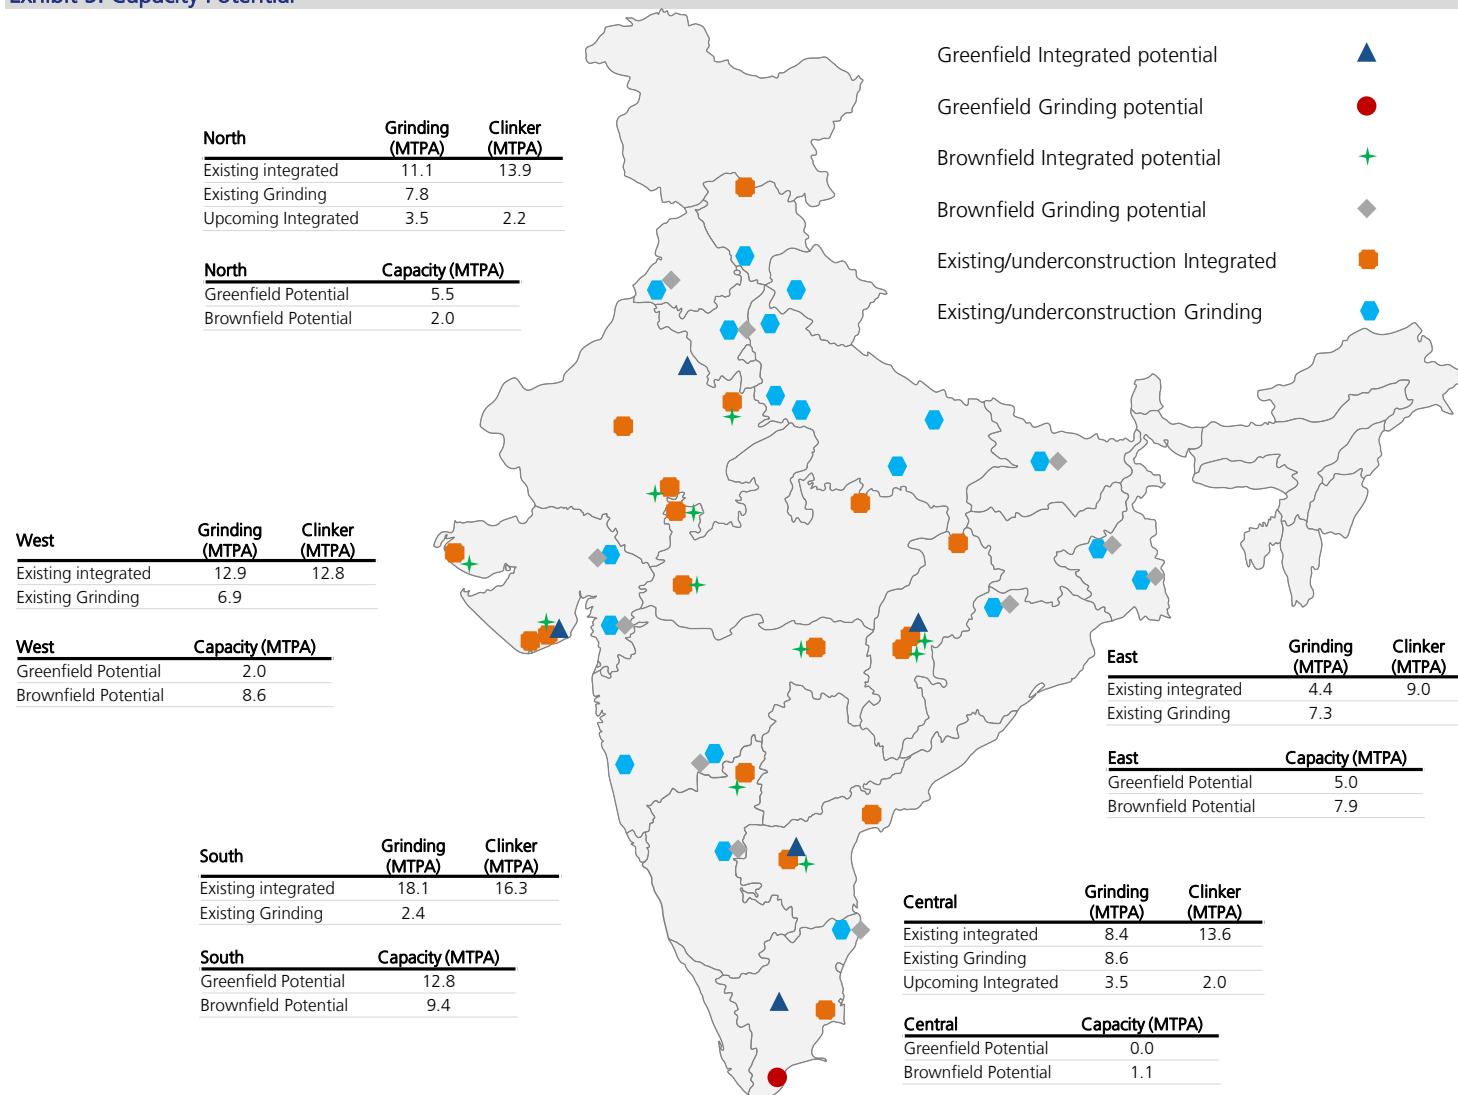 Exhibit 3: Capacity Potential
Greenfield Integrated potential
Greenfield Grinding potential
Brownfield Integrated potential
Brownfield Grinding potential
Existing/underconstruction Integrated
Existing/underconstruction Grinding
North Grinding (MTPA) Clinker (MTPA)
Existing integrated 11.1 13.9
Existing Grinding 7.8
Upcoming Integrated 3.5 2.2
North Capacity (MTPA)
Greenfield Potential 5.5
Brownfield Potential 2.0
West Grinding (MTPA) Clinker (MTPA)
Existing integrated 12.9 12.8
Existing Grinding 6.9
West Capacity (MTPA)
Greenfield Potential 2.0
Brownfield Potential 8.6
East Grinding (MTPA) Clinker (MTPA)
Existing integrated 4.4 9.0
Existing Grinding 7.3
East Capacity (MTPA)
Greenfield Potential 5.0
Brownfield Potential 7.9
South Grinding (MTPA) Clinker (MTPA)
Existing integrated 18.1 16.3
Existing Grinding 2.4
South Capacity (MTPA)
Greenfield Potential 12.8
Brownfield Potential 9.4
Central Grinding (MTPA) Clinker (MTPA)
Existing integrated 8.4 13.6
Existing Grinding 8.6
Upcoming Integrated 3.5 2.0
Central Capacity (MTPA)
Greenfield Potential 0.0
Brownfield Potential 1.1